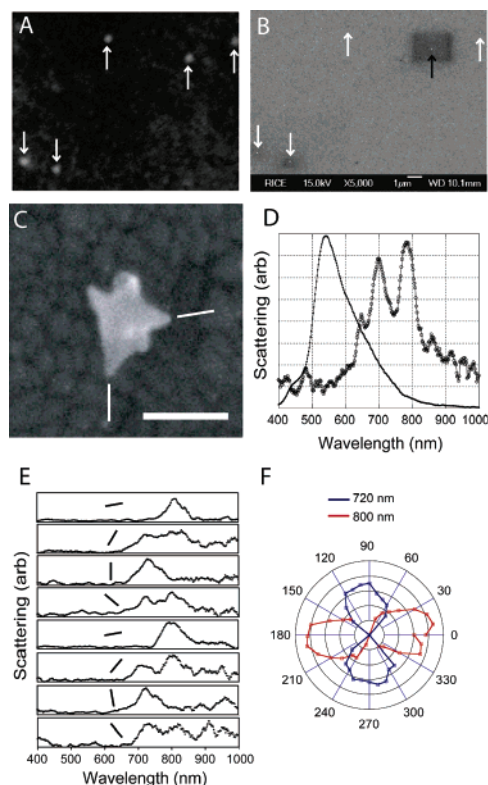 A
B
RICE 15.0kV X5,000 1µm WD 10.1mm
C
D
Scattering (arb)
400 500 600 700 800 900 1000
Wavelength (nm)
E
Scattering (arb)
400 500 600 700 800 900 1000
Wavelength (nm)
F
720 nm
800 nm
90
120 60
150 30
180 0
210 330
240 300
270